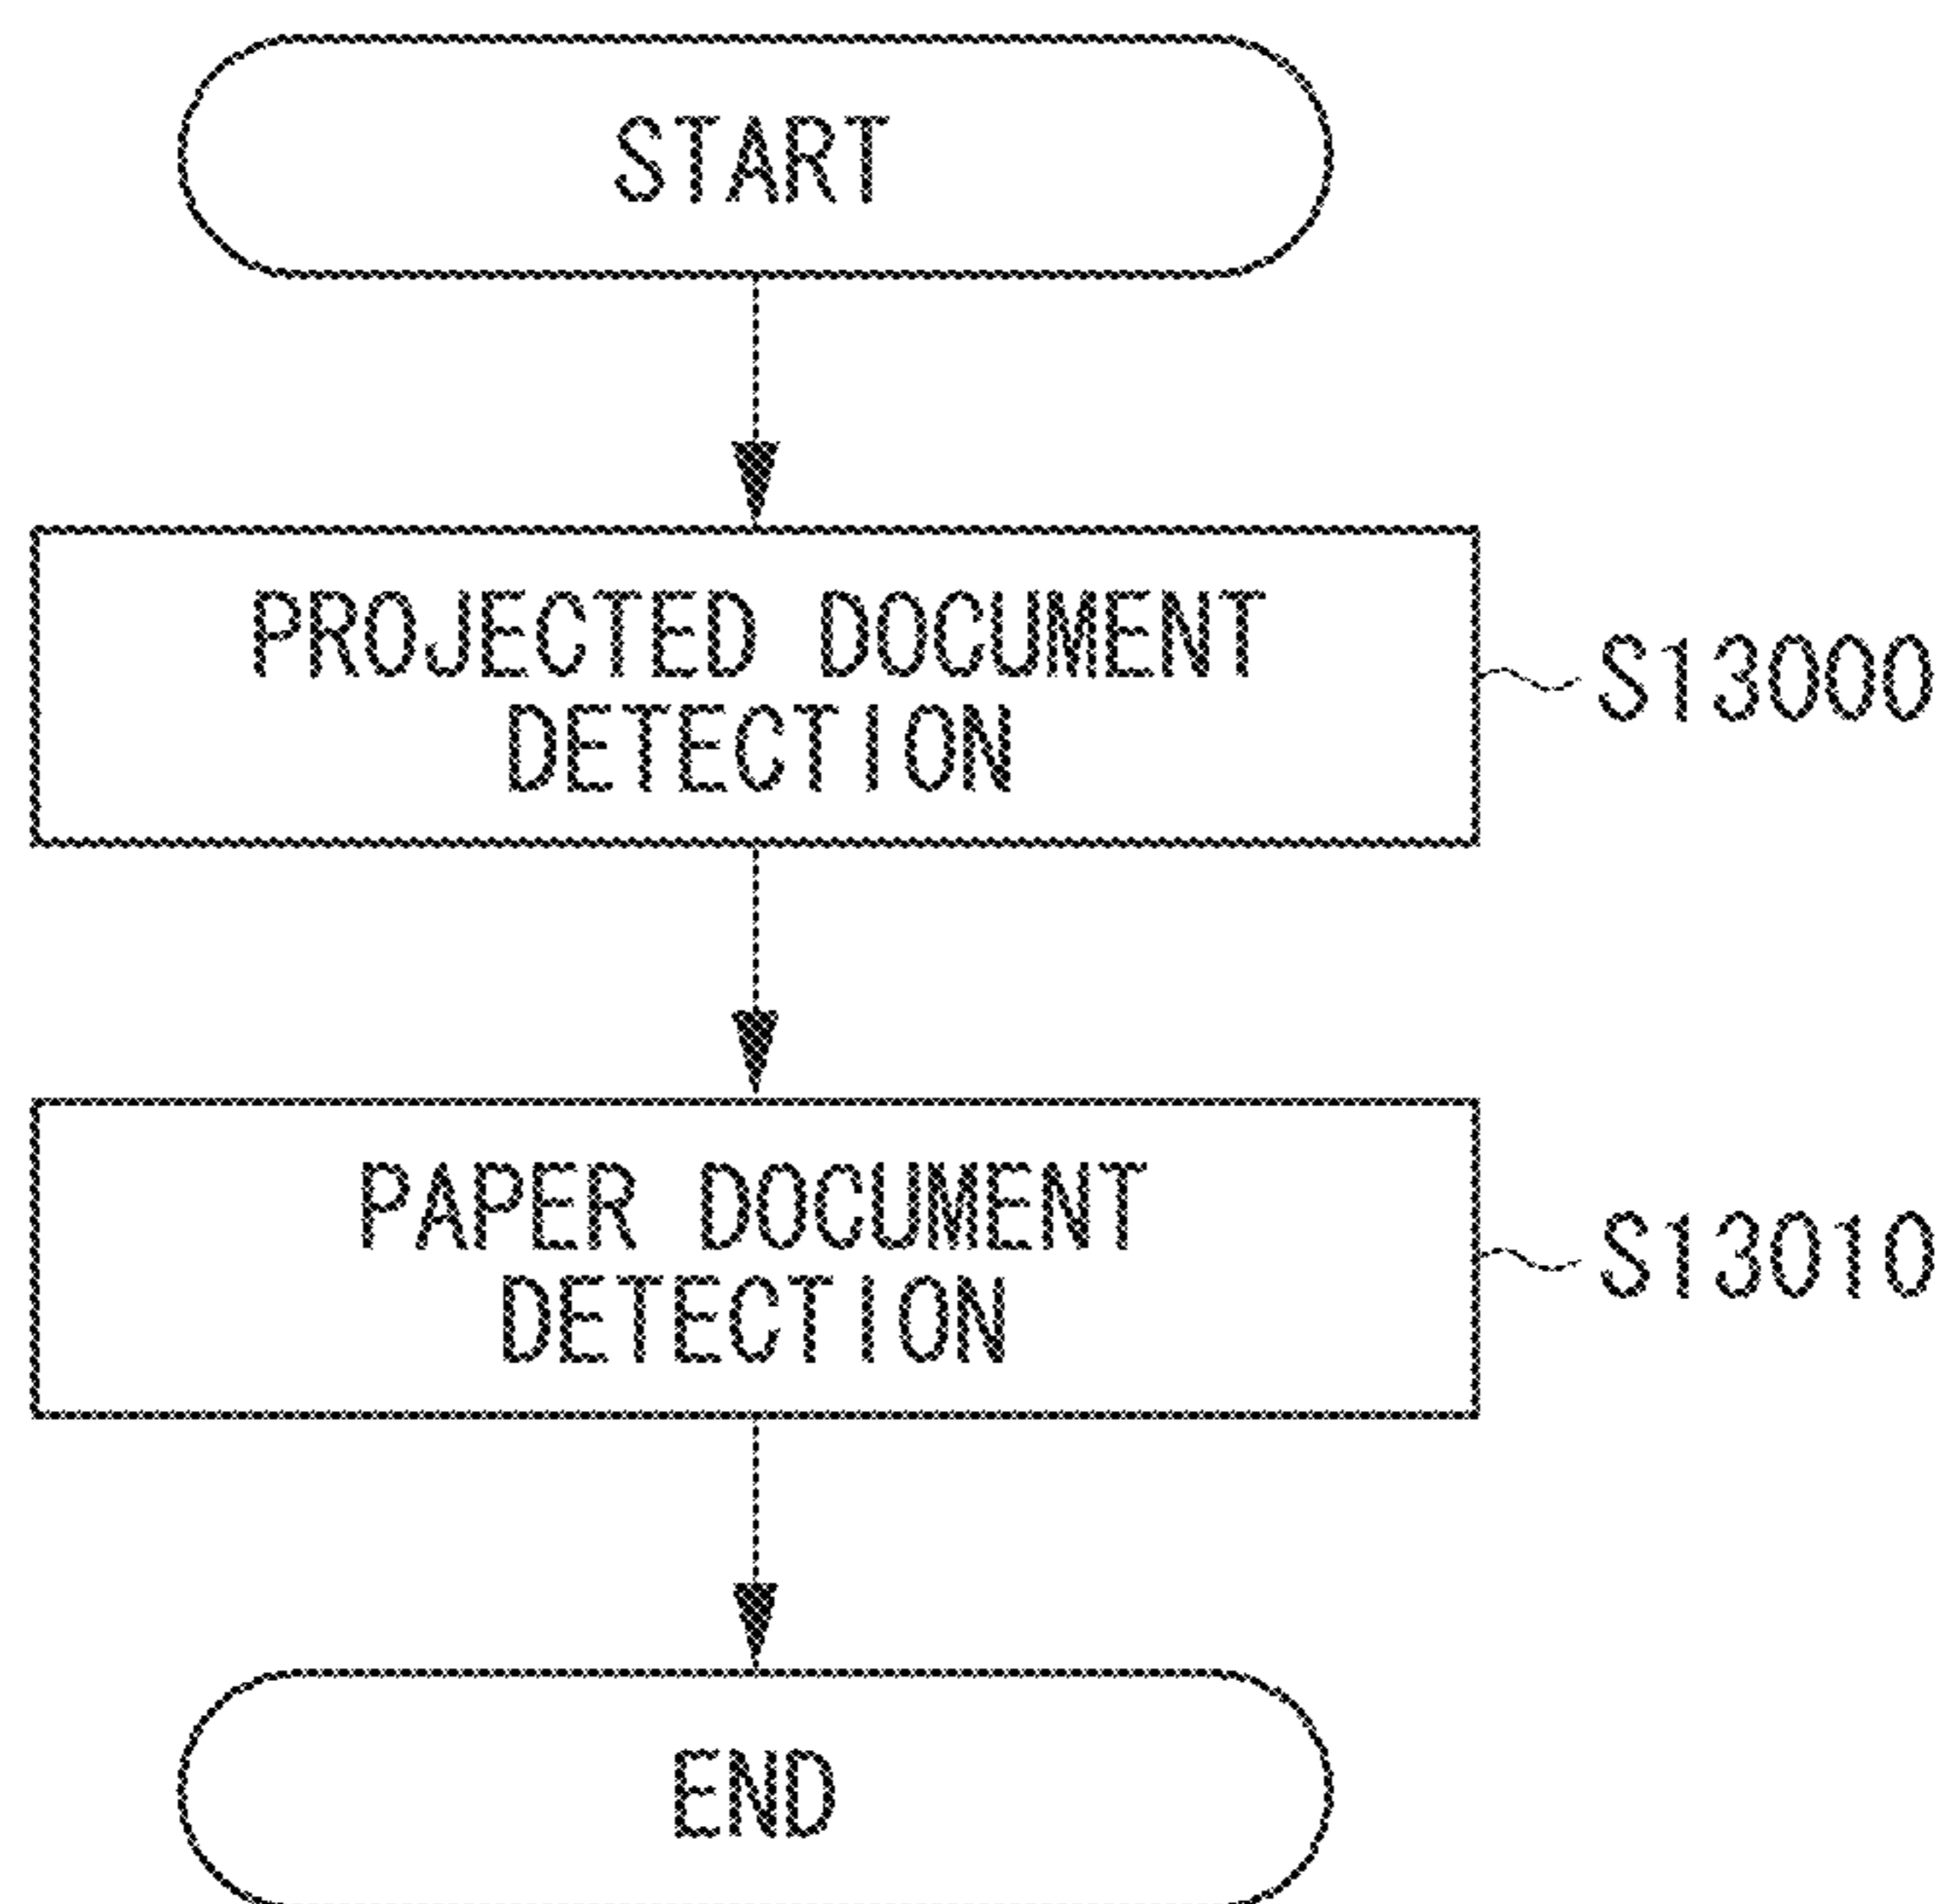 START
PROJECTED DOCUMENT
DETECTION
S13000
PAPER DOCUMENT
DETECTION
S13010
END